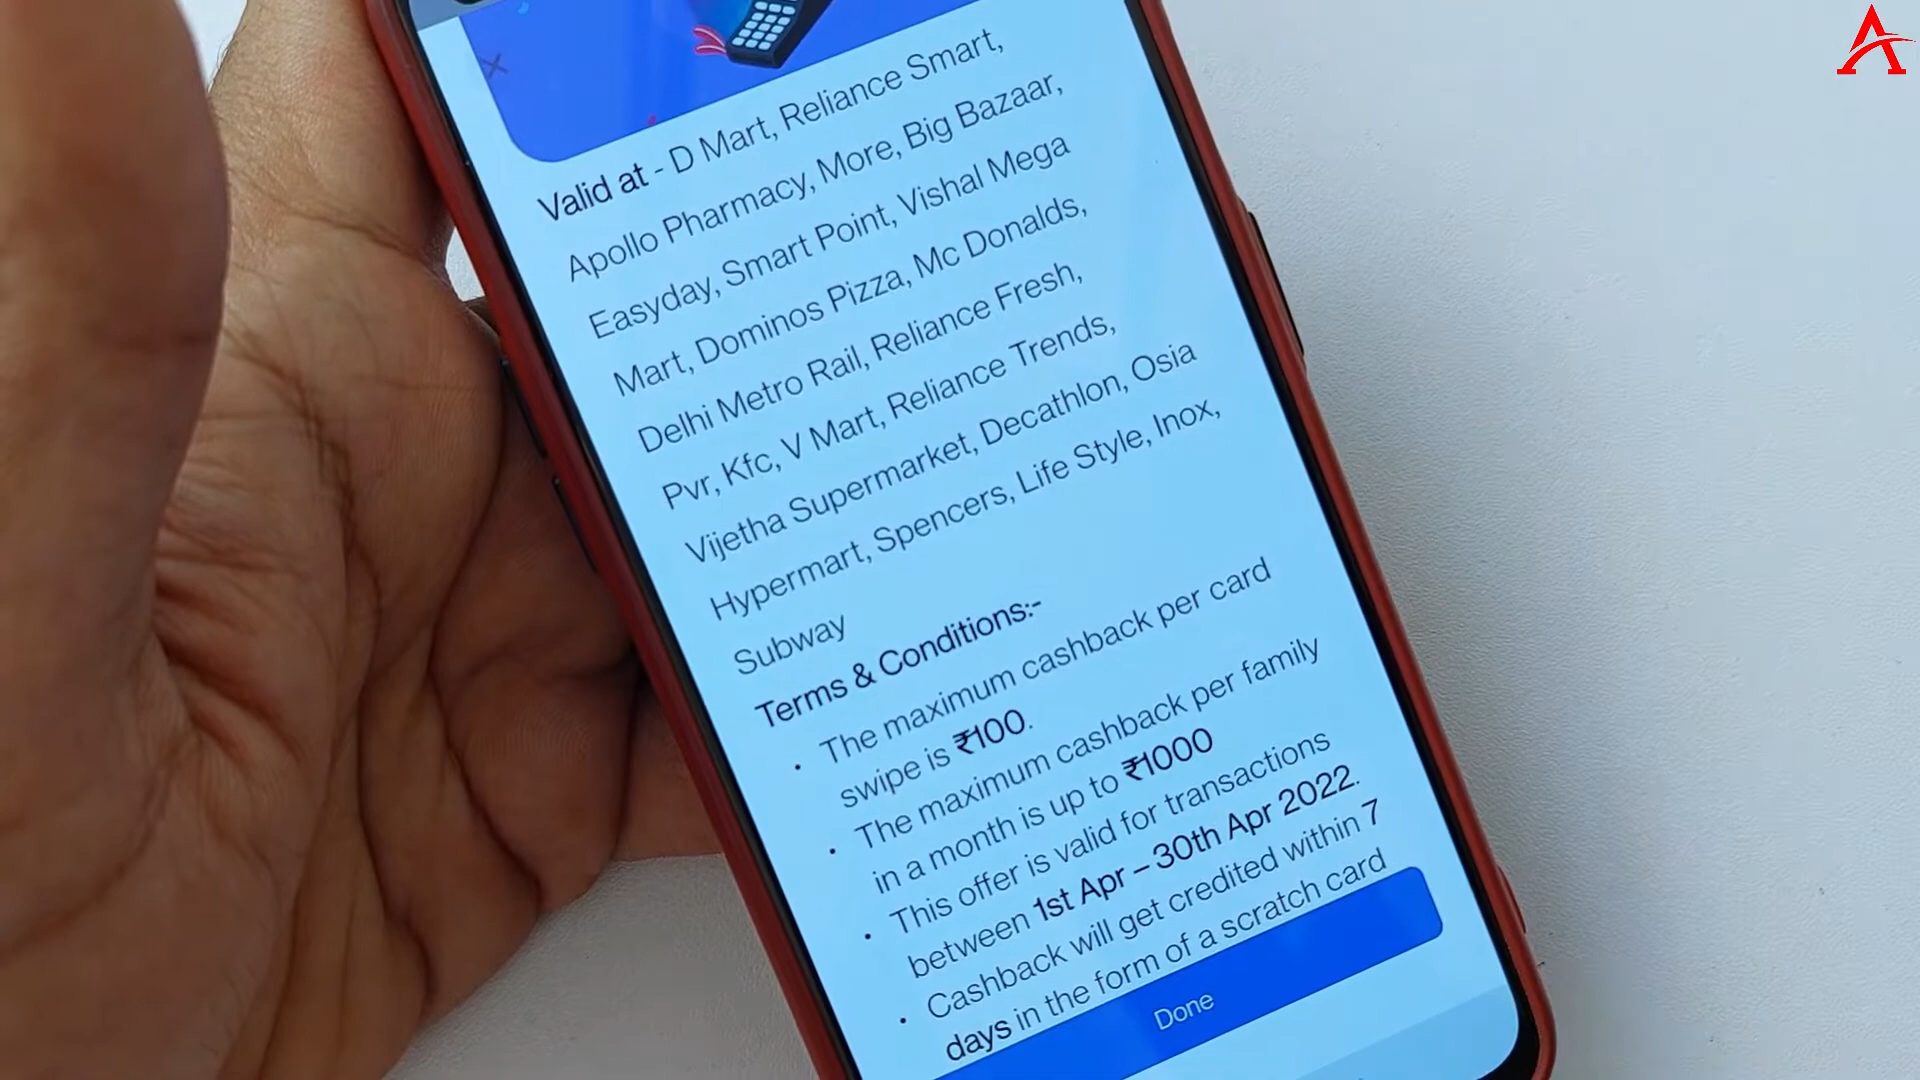 Valid at - D Mart, Reliance Smart,
Apollo Pharmacy, More, Big Bazaar,
Easyday, Smart Point, Vishal Mega
Mart, Dominos Pizza, Mc Donalds,
Delhi Metro Rail, Reliance Fresh,
Pvr, Kfc, V Mart, Reliance Trends,
Vijetha Supermarket, Decathlon, Osia
Hypermart, Spencers, Life Style, Inox,
Subway
Terms & Conditions:-
• The maximum cashback per card
swipe is ₹100.
• The maximum cashback per family
in a month is up to ₹1000
• This offer is valid for transactions
between 1st Apr – 30th Apr 2022.
• Cashback will get credited within 7
days in the form of a scratch card
Done